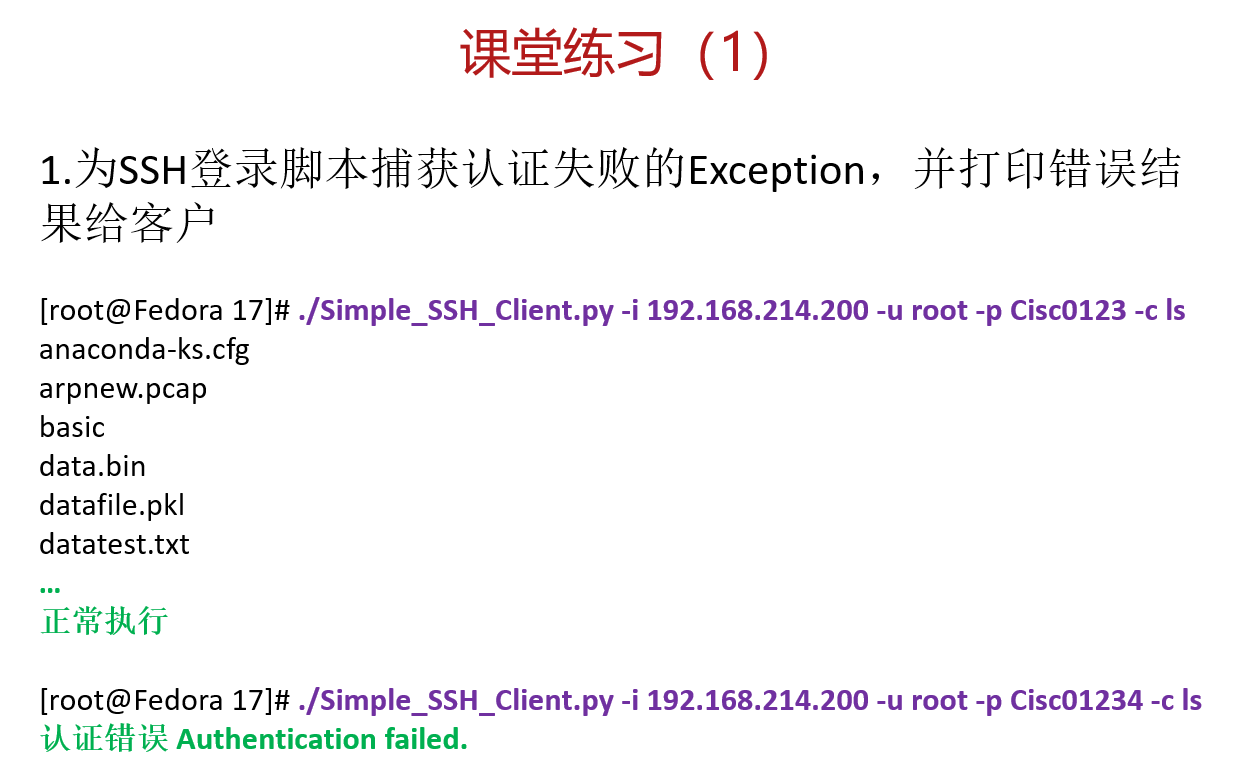 课堂练习（1）
1.为SSH登录脚本捕获认证失败的Exception，并打印错误结
果给客户
[root@Fedora 17]# ./Simple_SSH_Client.py -i 192.168.214.200 -u root -p Cisc0123 -c ls
anaconda-ks.cfg
arpnew.pcap
basic
data.bin
datafile.pkl
datatest.txt
...
正常执行
[root@Fedora 17]# ./Simple_SSH_Client.py -i 192.168.214.200 -u root -p Cisc01234 -c ls
认证错误 Authentication failed.